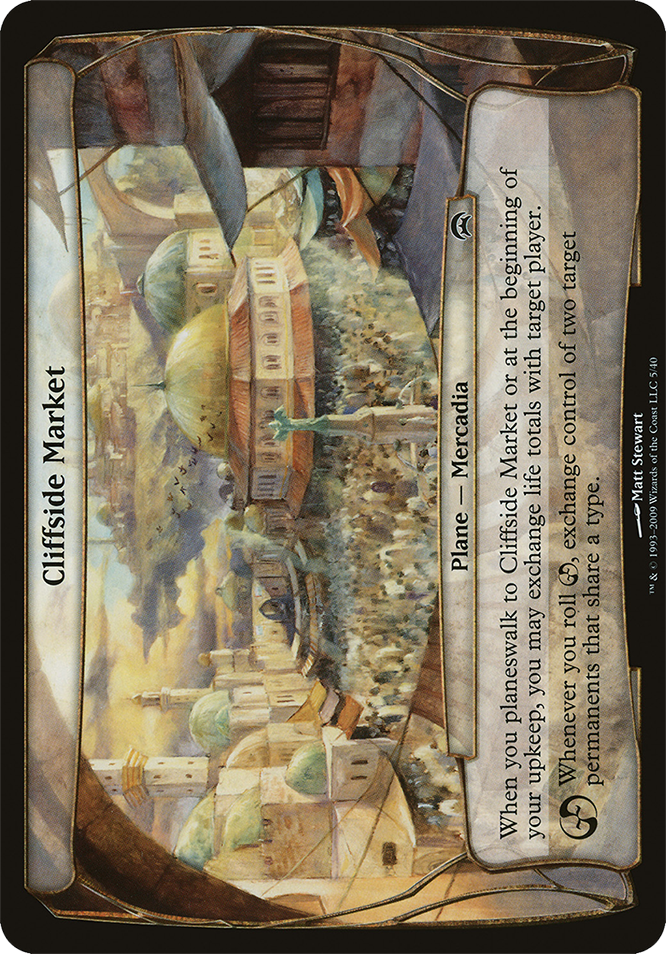 Cliffside Market
Plane — Mercadia
When you planeswalk to Cliffside Market or at the beginning of
your upkeep, you may exchange life totals with target player.
Whenever you roll , exchange control of two target
permanents that share a type.
Matt Stewart
™ & © 1993–2009 Wizards of the Coast LLC 5/40